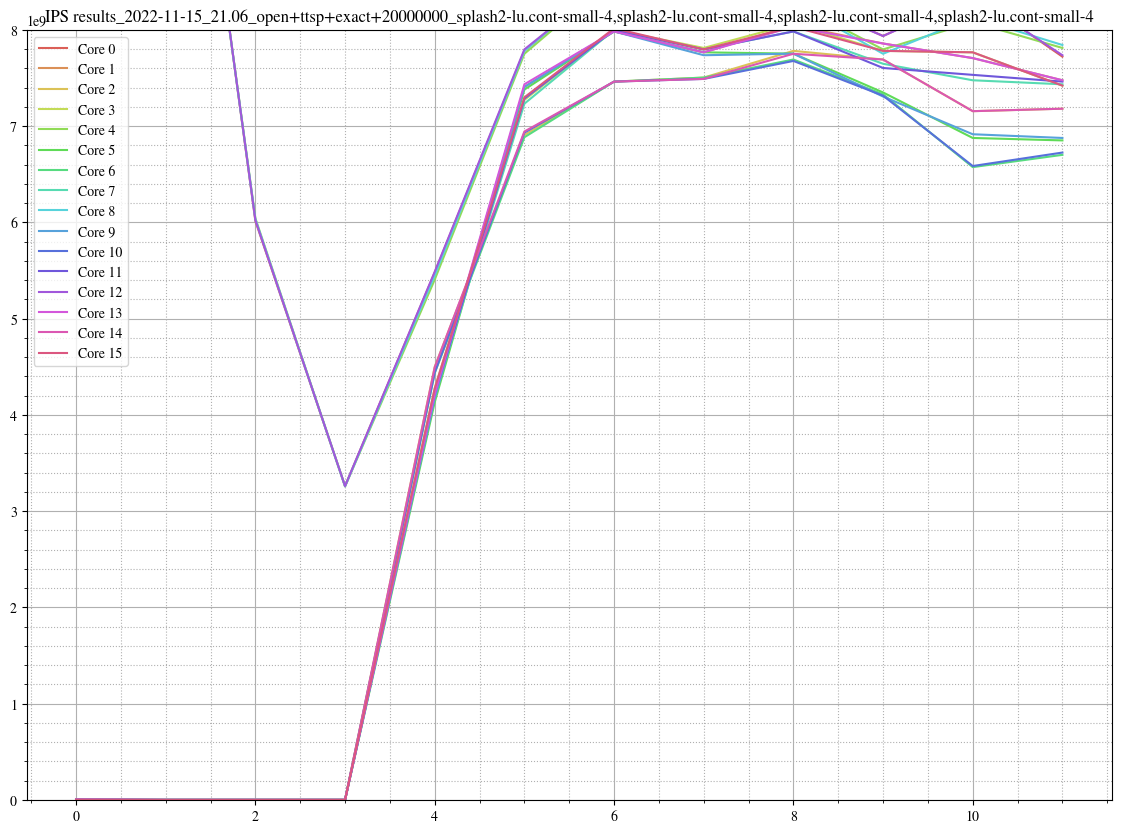 IPS results_2022-11-15_21.06_open+ttsp+exact+20000000_splash2-lu.cont-small-4,splash2-lu.cont-small-4,splash2-lu.cont-small-4,splash2-lu.cont-small-4
1e9
8
7
6
5
4
3
2
1
0
Core 0
Core 1
Core 2
Core 3
Core 4
Core 5
Core 6
Core 7
Core 8
Core 9
Core 10
Core 11
Core 12
Core 13
Core 14
Core 15
0 2 4 6 8 10